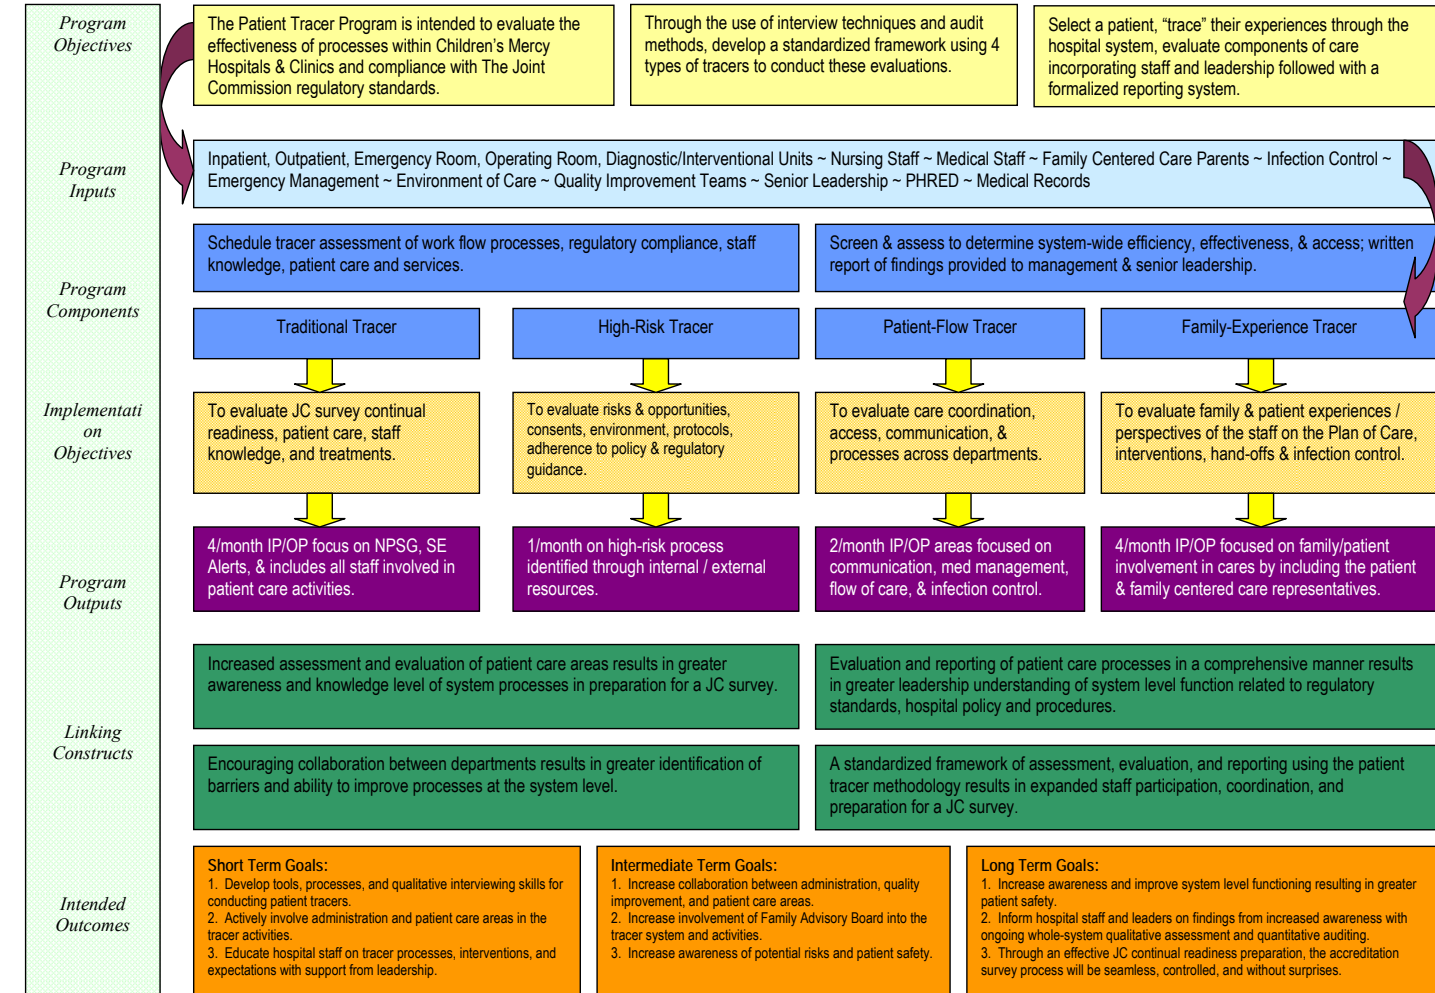 Program
Objectives
The Patient Tracer Program is intended to evaluate the
effectiveness of processes within Children's Mercy
Hospitals & Clinics and compliance with The Joint
Commission regulatory standards.
Through the use of interview techniques and audit
methods, develop a standardized framework using 4
types of tracers to conduct these evaluations.
Select a patient, “trace” their experiences through the
hospital system, evaluate components of care
incorporating staff and leadership followed with a
formalized reporting system.
Program
Inputs
Inpatient, Outpatient, Emergency Room, Operating Room, Diagnostic/Interventional Units ~ Nursing Staff ~ Medical Staff ~ Family Centered Care Parents ~ Infection Control ~
Emergency Management ~ Environment of Care ~ Quality Improvement Teams ~ Senior Leadership ~ PHRED ~ Medical Records
Program
Components
Schedule tracer assessment of work flow processes, regulatory compliance, staff
knowledge, patient care and services.
Screen & assess to determine system-wide efficiency, effectiveness, & access; written
report of findings provided to management & senior leadership.
Traditional Tracer
High-Risk Tracer
Patient-Flow Tracer
Family-Experience Tracer
Implementati
on
Objectives
To evaluate JC survey continual
readiness, patient care, staff
knowledge, and treatments.
To evaluate risks & opportunities,
consents, environment, protocols,
adherence to policy & regulatory
guidance.
To evaluate care coordination,
access, communication, &
processes across departments.
To evaluate family & patient experiences /
perspectives of the staff on the Plan of Care,
interventions, hand-offs & infection control.
Program
Outputs
4/month IP/OP focus on NPSG, SE
Alerts, & includes all staff involved in
patient care activities.
1/month on high-risk process
identified through internal / external
resources.
2/month IP/OP areas focused on
communication, med management,
flow of care, & infection control.
4/month IP/OP focused on family/patient
involvement in cares by including the patient
& family centered care representatives.
Linking
Constructs
Increased assessment and evaluation of patient care areas results in greater
awareness and knowledge level of system processes in preparation for a JC survey.
Evaluation and reporting of patient care processes in a comprehensive manner results
in greater leadership understanding of system level function related to regulatory
standards, hospital policy and procedures.
Encouraging collaboration between departments results in greater identification of
barriers and ability to improve processes at the system level.
A standardized framework of assessment, evaluation, and reporting using the patient
tracer methodology results in expanded staff participation, coordination, and
preparation for a JC survey.
Intended
Outcomes
Short Term Goals:
1. Develop tools, processes, and qualitative interviewing skills for
conducting patient tracers.
2. Actively involve administration and patient care areas in the
tracer activities.
3. Educate hospital staff on tracer processes, interventions, and
expectations with support from leadership.
Intermediate Term Goals:
1. Increase collaboration between administration, quality
improvement, and patient care areas.
2. Increase involvement of Family Advisory Board into the
tracer system and activities.
3. Increase awareness of potential risks and patient safety.
Long Term Goals:
1. Increase awareness and improve system level functioning resulting in greater
patient safety.
2. Inform hospital staff and leaders on findings from increased awareness with
ongoing whole-system qualitative assessment and quantitative auditing.
3. Through an effective JC continual readiness preparation, the accreditation
survey process will be seamless, controlled, and without surprises.